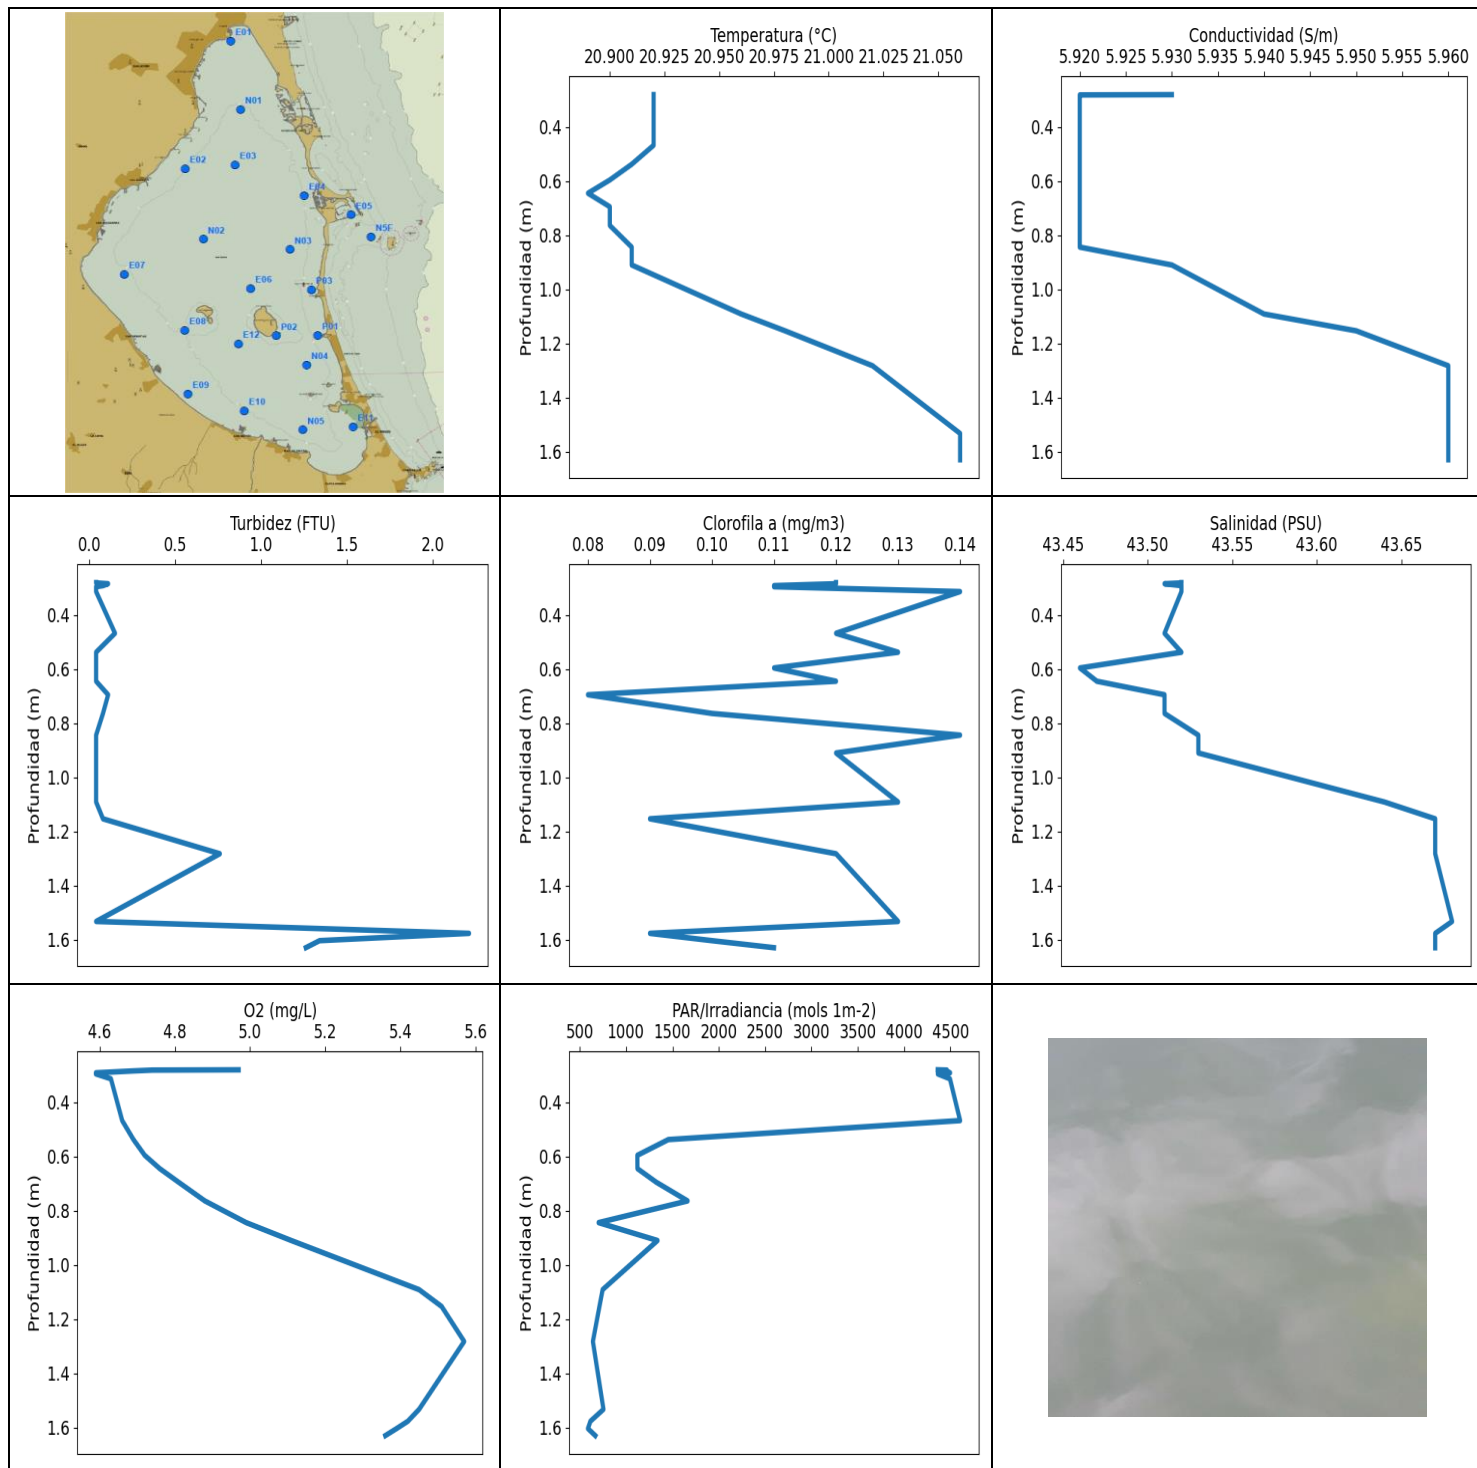 E01
N01
E02
E03
E04
E05
N5F
N02
N03
E07
E06
P03
E08
E12
P02
P01
N04
E09
E10
N05
E11
Temperatura (°C)
20.900 20.925 20.950 20.975 21.000 21.025 21.050
Profundidad (m)
0.4
0.6
0.8
1.0
1.2
1.4
1.6
Conductividad (S/m)
5.920 5.925 5.930 5.935 5.940 5.945 5.950 5.955 5.960
Profundidad (m)
0.4
0.6
0.8
1.0
1.2
1.4
1.6
Turbidez (FTU)
0.0 0.5 1.0 1.5 2.0
Profundidad (m)
0.4
0.6
0.8
1.0
1.2
1.4
1.6
Clorofila a (mg/m3)
0.08 0.09 0.10 0.11 0.12 0.13 0.14
Profundidad (m)
0.4
0.6
0.8
1.0
1.2
1.4
1.6
Salinidad (PSU)
43.45 43.50 43.55 43.60 43.65
Profundidad (m)
0.4
0.6
0.8
1.0
1.2
1.4
1.6
O2 (mg/L)
4.6 4.8 5.0 5.2 5.4 5.6
Profundidad (m)
0.4
0.6
0.8
1.0
1.2
1.4
1.6
PAR/Irradiancia (mols 1m-2)
500 1000 1500 2000 2500 3000 3500 4000 4500
Profundidad (m)
0.4
0.6
0.8
1.0
1.2
1.4
1.6